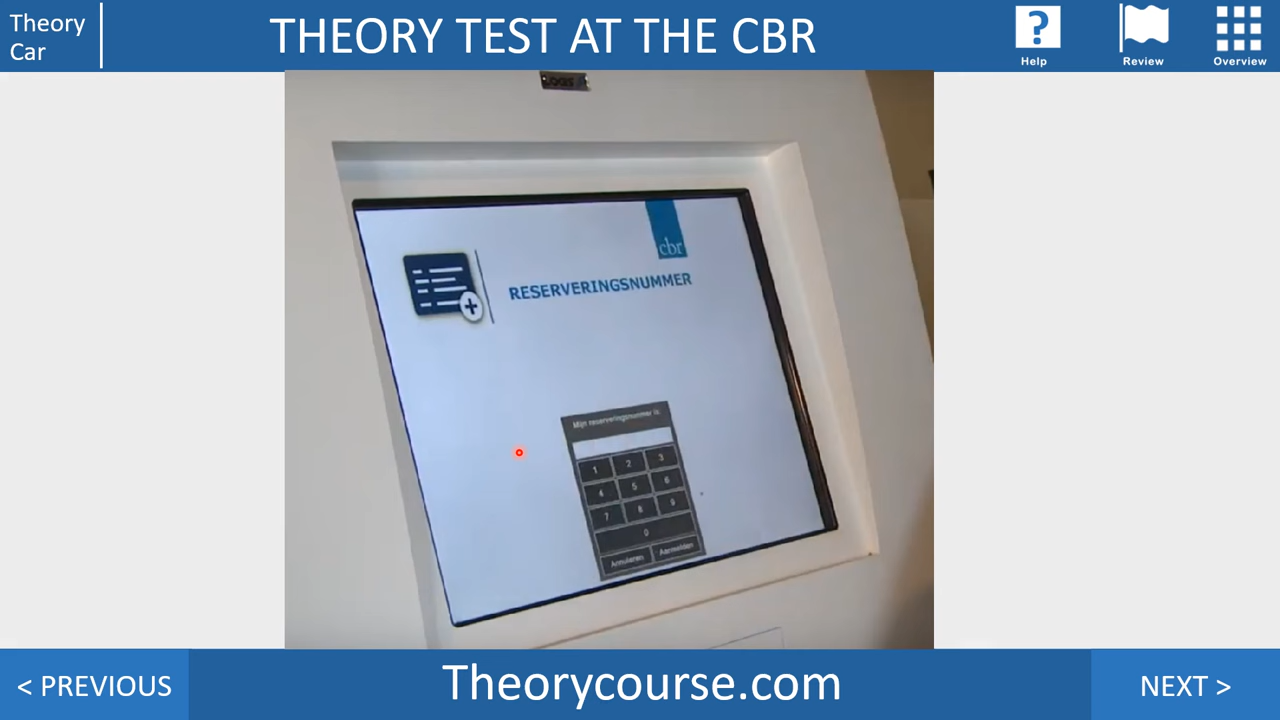 Theory
Car
THEORY TEST AT THE CBR
?
Help
Review
Overview
cbr
RESERVERINGSNUMMER
Mijn reserveringsnummer is:
1 2 3
4 5 6
7 8 9
0
Annuleren Aanmelden
< PREVIOUS
Theorycourse.com
NEXT >